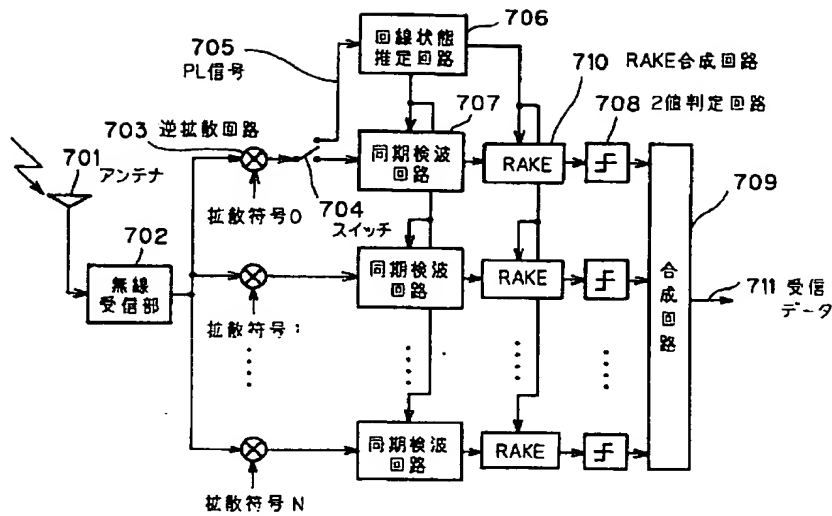 706
705
PL信号
回線状態
推定回路
710 RAKE合成回路
707
708 2値判定回路
703 逆拡散回路
701
アンテナ
同期検波
回路
RAKE
709
拡散符号0
704
スイッチ
702
無線
受信部
同期検波
回路
RAKE
合成回路
711 受信
データ
拡散符号1
同期検波
回路
RAKE
拡散符号N